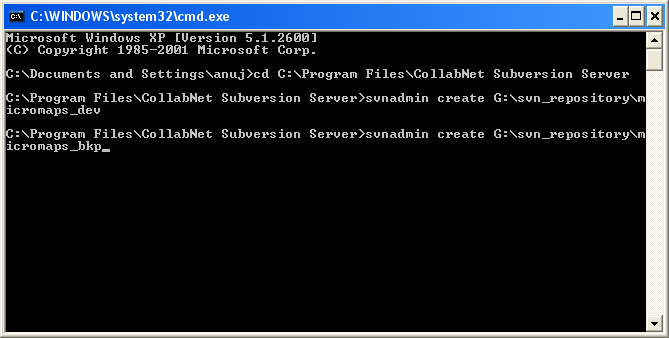 C:\WINDOWS\system32\cmd.exe
Microsoft Windows XP [Version 5.1.2600]
(C) Copyright 1985-2001 Microsoft Corp.
C:\Documents and Settings\anuj>cd C:\Program Files\CollabNet Subversion Server
C:\Program Files\CollabNet Subversion Server>svnadmin create G:\svn_repository\m
icromaps_dev
C:\Program Files\CollabNet Subversion Server>svnadmin create G:\svn_repository\m
icromaps_bkp_